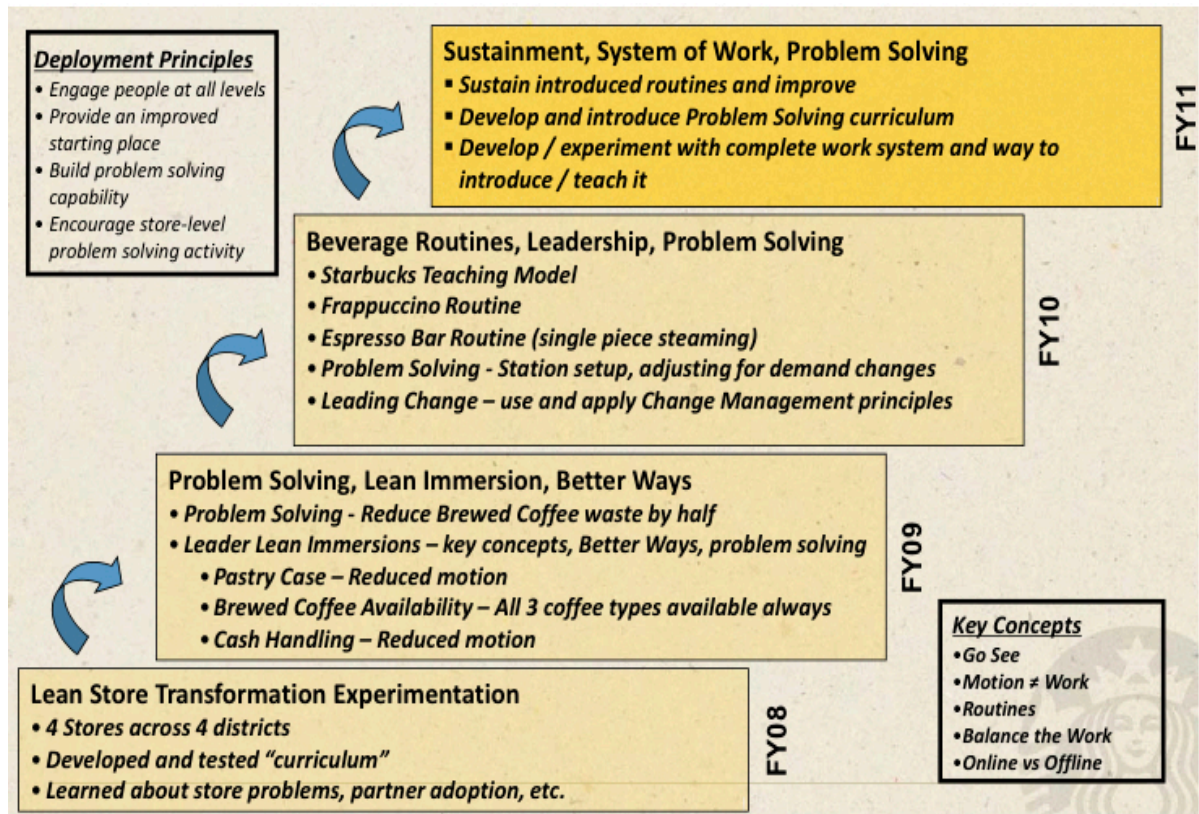 Deployment Principles
• Engage people at all levels
• Provide an improved
starting place
• Build problem solving
capability
• Encourage store-level
problem solving activity
Sustainment, System of Work, Problem Solving
▪ Sustain introduced routines and improve
▪ Develop and introduce Problem Solving curriculum
▪ Develop / experiment with complete work system and way to
introduce / teach it
FY11
Beverage Routines, Leadership, Problem Solving
• Starbucks Teaching Model
• Frappuccino Routine
• Espresso Bar Routine (single piece steaming)
• Problem Solving - Station setup, adjusting for demand changes
• Leading Change – use and apply Change Management principles
FY10
Problem Solving, Lean Immersion, Better Ways
• Problem Solving - Reduce Brewed Coffee waste by half
• Leader Lean Immersions – key concepts, Better Ways, problem solving
• Pastry Case – Reduced motion
• Brewed Coffee Availability – All 3 coffee types available always
• Cash Handling – Reduced motion
FY09
Lean Store Transformation Experimentation
• 4 Stores across 4 districts
• Developed and tested “curriculum”
• Learned about store problems, partner adoption, etc.
FY08
Key Concepts
•Go See
•Motion ≠ Work
•Routines
•Balance the Work
•Online vs Offline